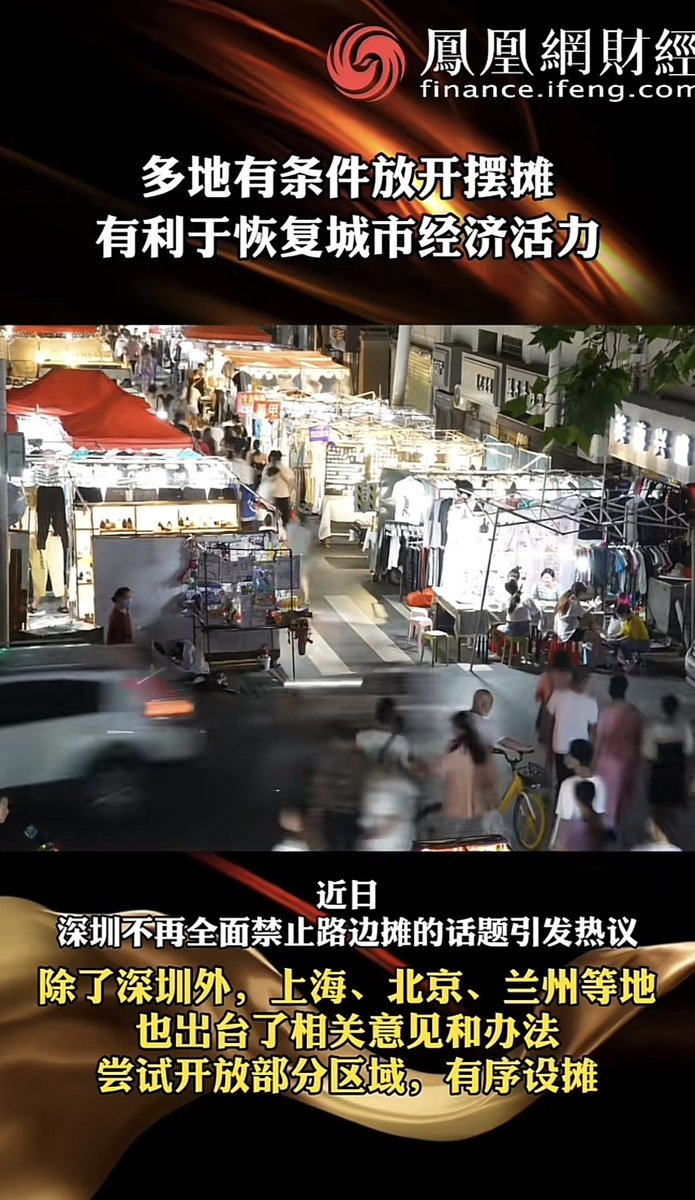 鳳凰網財經
finance.ifeng.com
多地有条件放开摆摊
有利于恢复城市经济活力
近日
深圳不再全面禁止路边摊的话题引发热议
除了深圳外，上海、北京、兰州等地
也出台了相关意见和办法
尝试开放部分区域，有序设摊